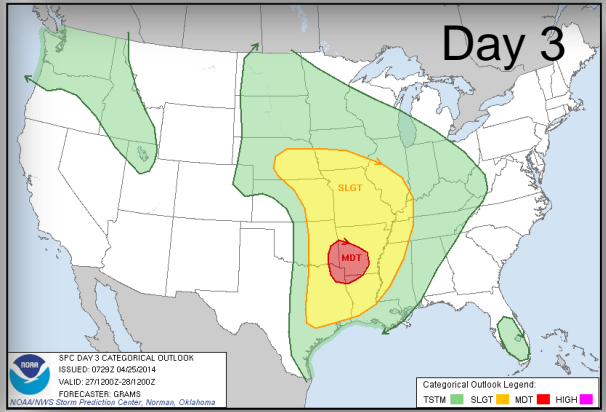 Day 3
SLGT
MDT
NOAA
SPC DAY 3 CATEGORICAL OUTLOOK
ISSUED: 0729Z 04/25/2014
VALID: 27/1200Z-28/1200Z
FORECASTER: GRAMS
NOAA/NWS Storm Prediction Center, Norman, Oklahoma
Categorical Outlook Legend:
TSTM SLGT MDT HIGH